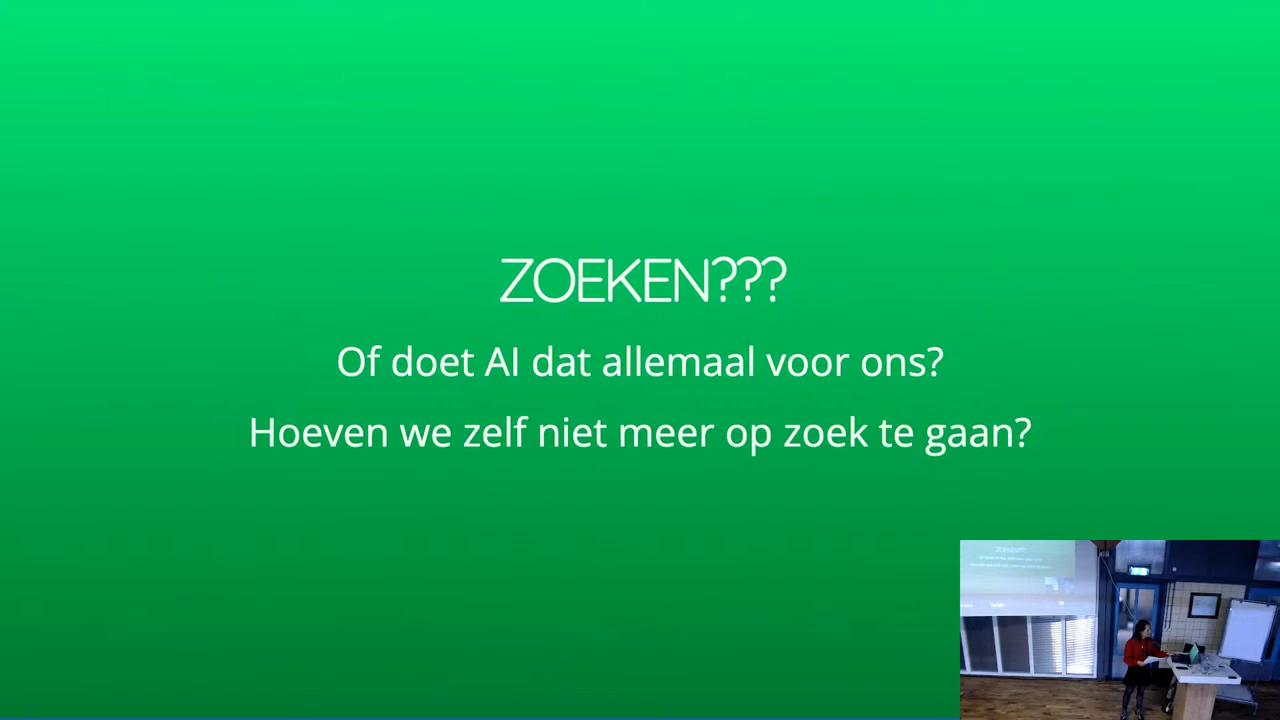 ZOEKEN???
Of doet AI dat allemaal voor ons?
Hoeven we zelf niet meer op zoek te gaan?